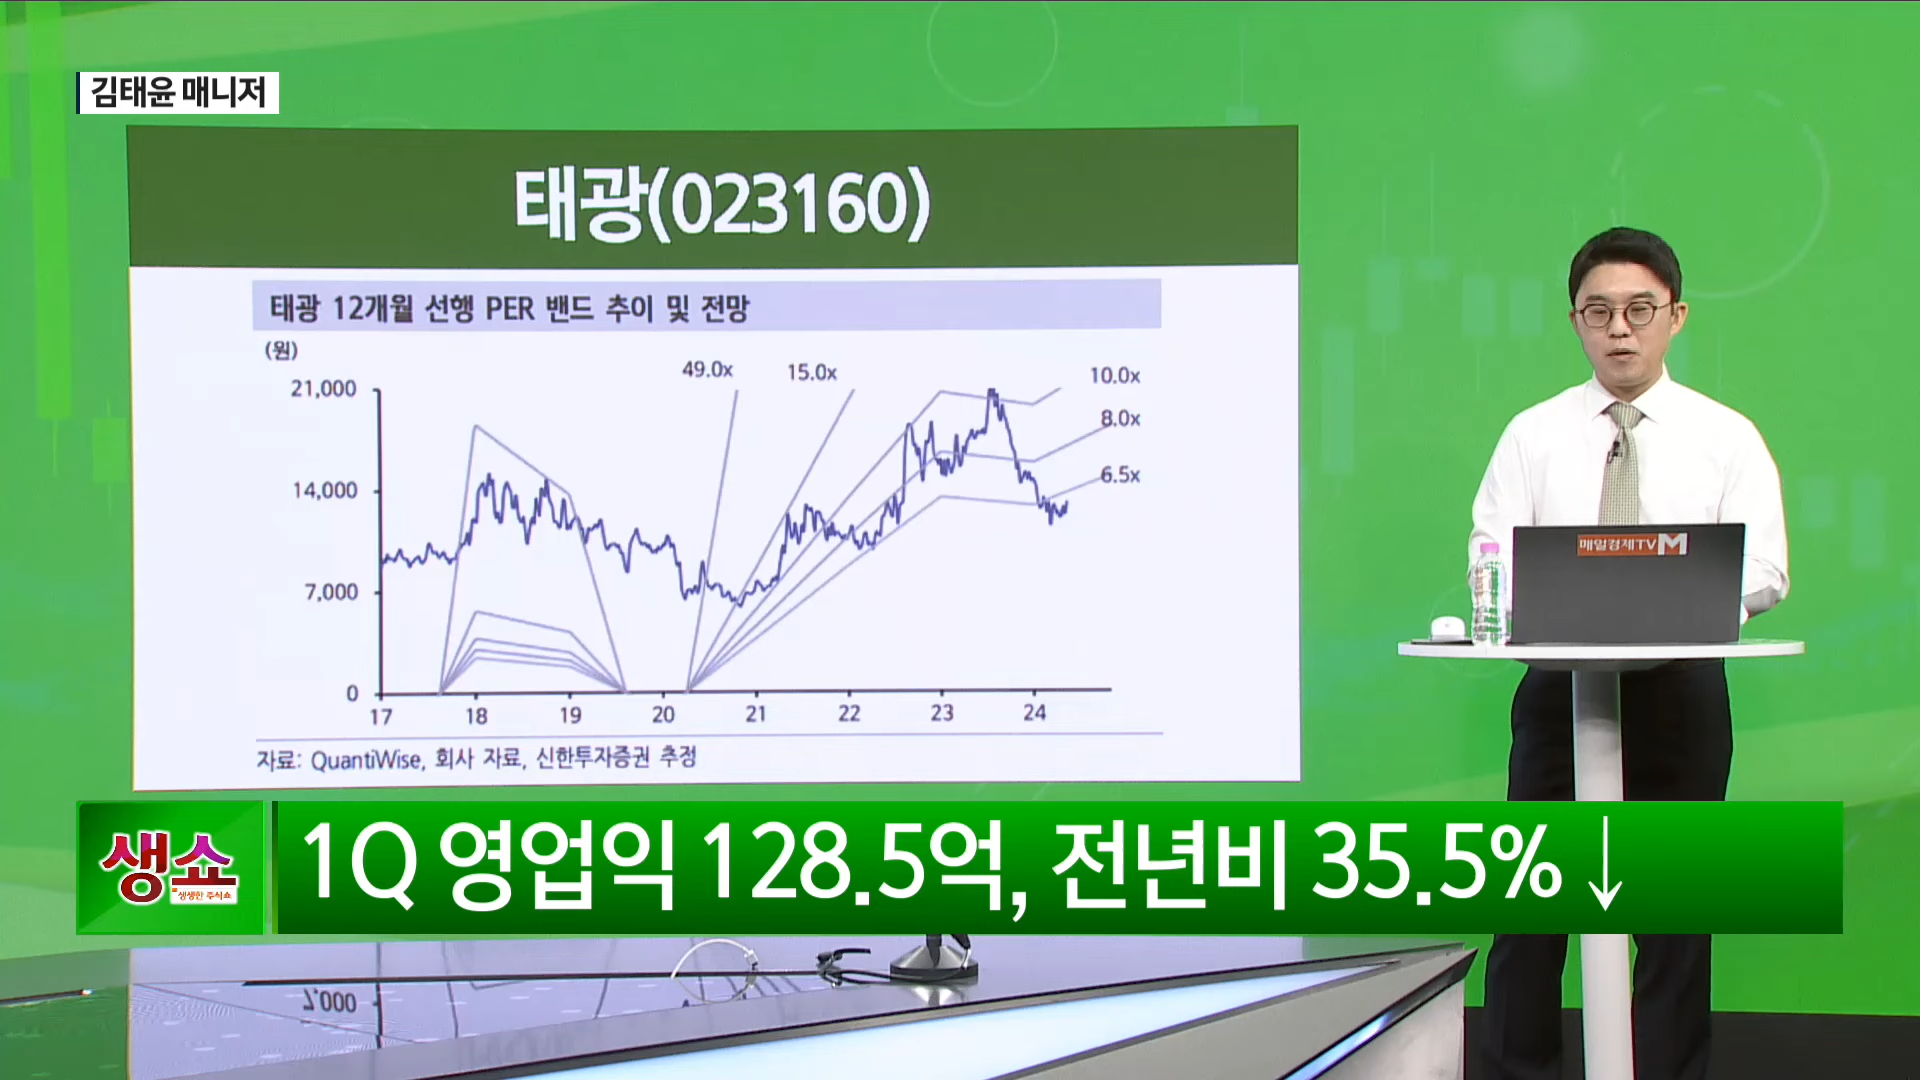 김태윤 매니저
태광(023160)
태광 12개월 선행 PER 밴드 추이 및 전망
(원)
49.0x
15.0x
10.0x
8.0x
6.5x
21,000
14,000
7,000
0
17 18 19 20 21 22 23 24
자료: QuantiWise, 회사 자료, 신한투자증권 추정
매일경제TV M
생쇼
생생한 주식쇼
1Q 영업익 128.5억, 전년비 35.5%↓
7,000